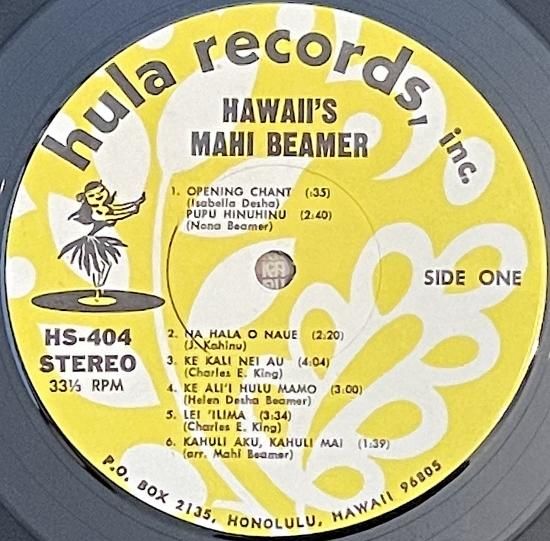 hula records, inc.
HAWAII'S
MAHI BEAMER
1. OPENING CHANT (:35)
(Isabella Desha)
PUPU HINUHINU (2:40)
(Nona Beamer)
SIDE ONE
HS-404
STEREO
33⅓ RPM
2. NA HALA O NAUE (2:20)
(J. Kahinu)
3. KE KALI NEI AU (4:04)
(Charles E. King)
4. KE ALI'I HULU MAMO (3:00)
(Helen Desha Beamer)
5. LEI 'ILIMA (3:34)
(Charles E. King)
6. KAHULI AKU, KAHULI MAI (1:39)
(arr. Mahi Beamer)
P.O. BOX 2135, HONOLULU, HAWAII 96805